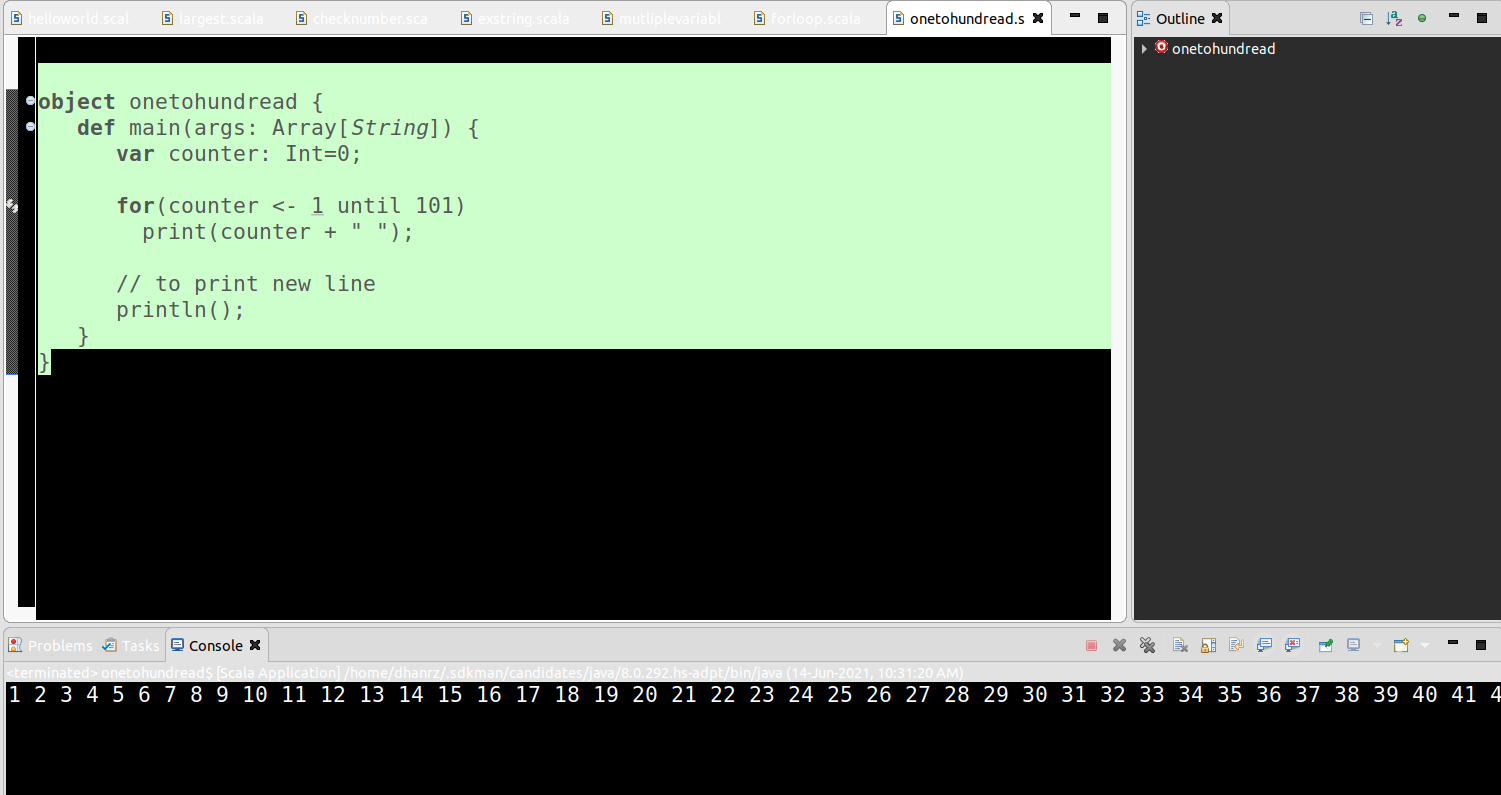 helloworld.scal largest.scala checknumber.sca exstring.scala mutliplevariabl forloop.scala onetohundread.s Outline
onetohundread
object onetohundread {
def main(args: Array[String]) {
var counter: Int=0;
for(counter <- 1 until 101)
print(counter + " ");
// to print new line
println();
}
}
Problems Tasks Console
<terminated> onetohundread$ [Scala Application] /home/dhanrz/.sdkman/candidates/java/8.0.292.hs-adpt/bin/java (14-Jun-2021, 10:31:20 AM)
1 2 3 4 5 6 7 8 9 10 11 12 13 14 15 16 17 18 19 20 21 22 23 24 25 26 27 28 29 30 31 32 33 34 35 36 37 38 39 40 41 4